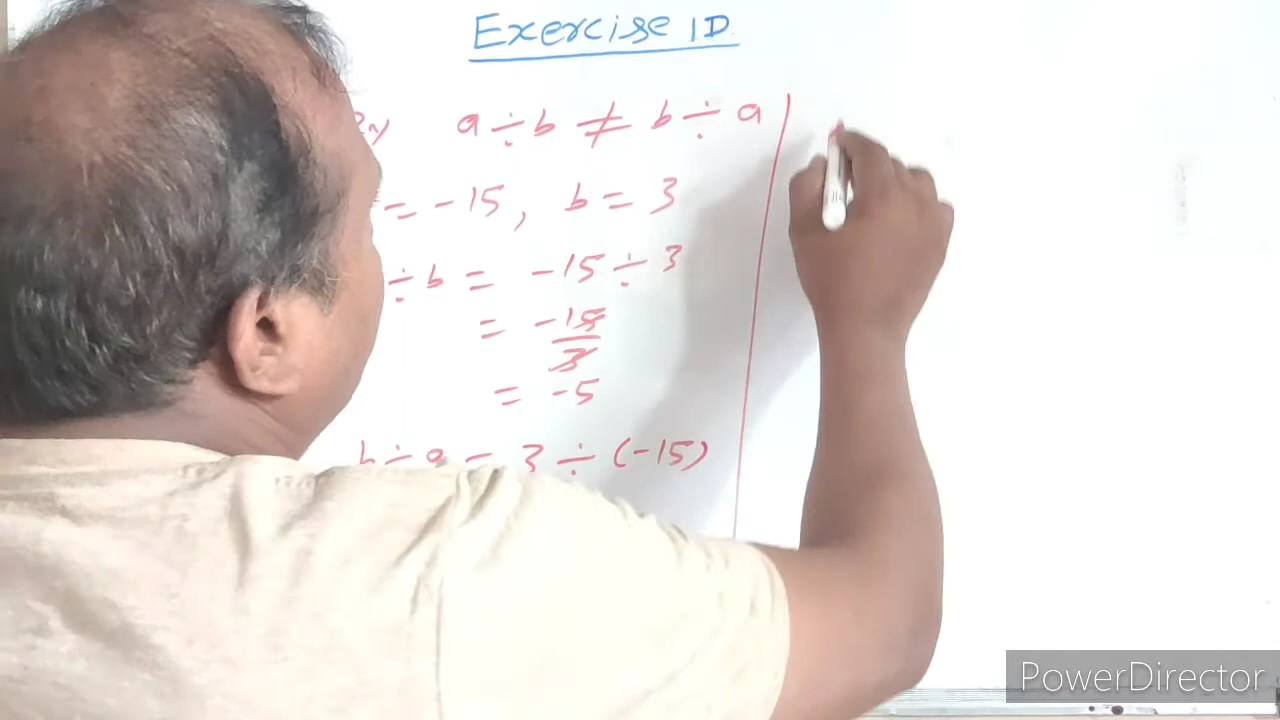 Exercise 1D
a ÷ b ≠ b ÷ a
= -15, b = 3
÷ b = -15 ÷ 3
= -15/3
= -5
b ÷ a = 3 ÷ (-15)
PowerDirector